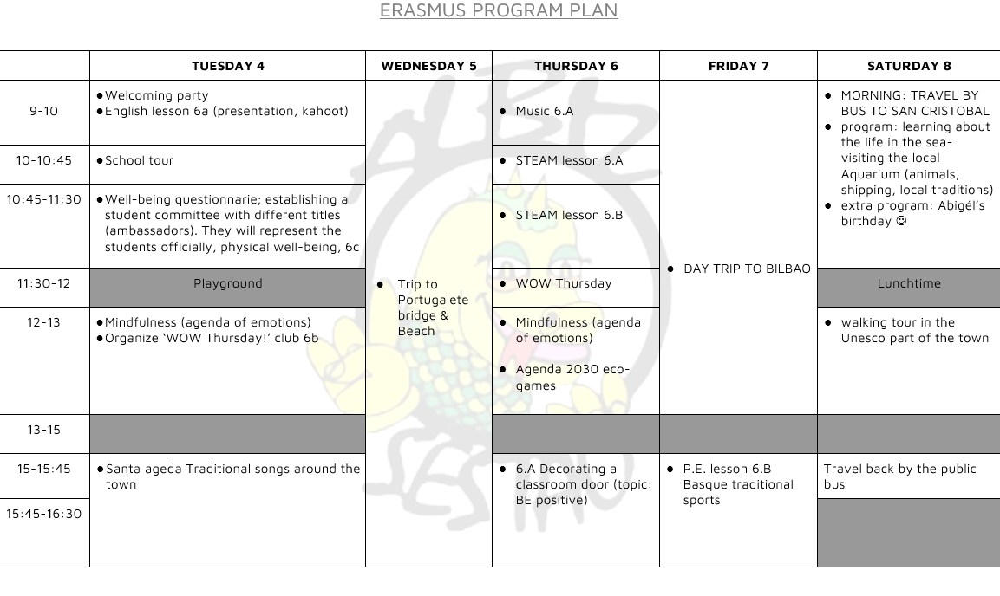 ERASMUS PROGRAM PLAN
TUESDAY 4
WEDNESDAY 5
THURSDAY 6
FRIDAY 7
SATURDAY 8
9-10
●Welcoming party
●English lesson 6a (presentation, kahoot)
● Music 6.A
● MORNING: TRAVEL BY
BUS TO SAN CRISTOBAL
● program: learning about
the life in the sea-
visiting the local
Aquarium (animals,
shipping, local traditions)
● extra program: Abigél’s
birthday ☺
10-10:45
●School tour
● STEAM lesson 6.A
10:45-11:30
●Well-being questionnarie; establishing a
student committee with different titles
(ambassadors). They will represent the
students officially, physical well-being, 6c
● STEAM lesson 6.B
● DAY TRIP TO BILBAO
11:30-12
Playground
● Trip to
Portugalete
bridge &
Beach
● WOW Thursday
Lunchtime
12-13
●Mindfulness (agenda of emotions)
●Organize ‘WOW Thursday!’ club 6b
● Mindfulness (agenda
of emotions)
● Agenda 2030 eco-
games
● walking tour in the
Unesco part of the town
13-15
15-15:45
●Santa ageda Traditional songs around the
town
● 6.A Decorating a
classroom door (topic:
BE positive)
● P.E. lesson 6.B
Basque traditional
sports
Travel back by the public
bus
15:45-16:30
SESTAO